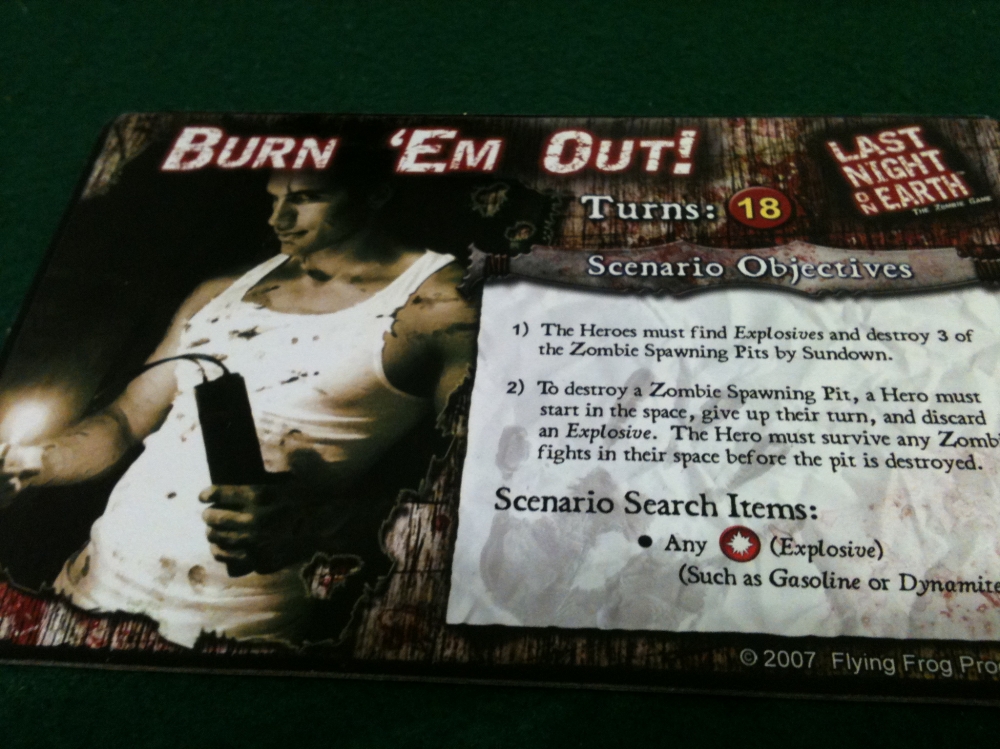 BURN 'EM OUT!
LAST
NIGHT
ON EARTH
THE ZOMBIE GAME
Turns: 18
Scenario Objectives
1) The Heroes must find Explosives and destroy 3 of
the Zombie Spawning Pits by Sundown.
2) To destroy a Zombie Spawning Pit, a Hero must
start in the space, give up their turn, and discard
an Explosive. The Hero must survive any Zombi
fights in their space before the pit is destroyed.
Scenario Search Items:
• Any (Explosive)
(Such as Gasoline or Dynamite
© 2007 Flying Frog Pro